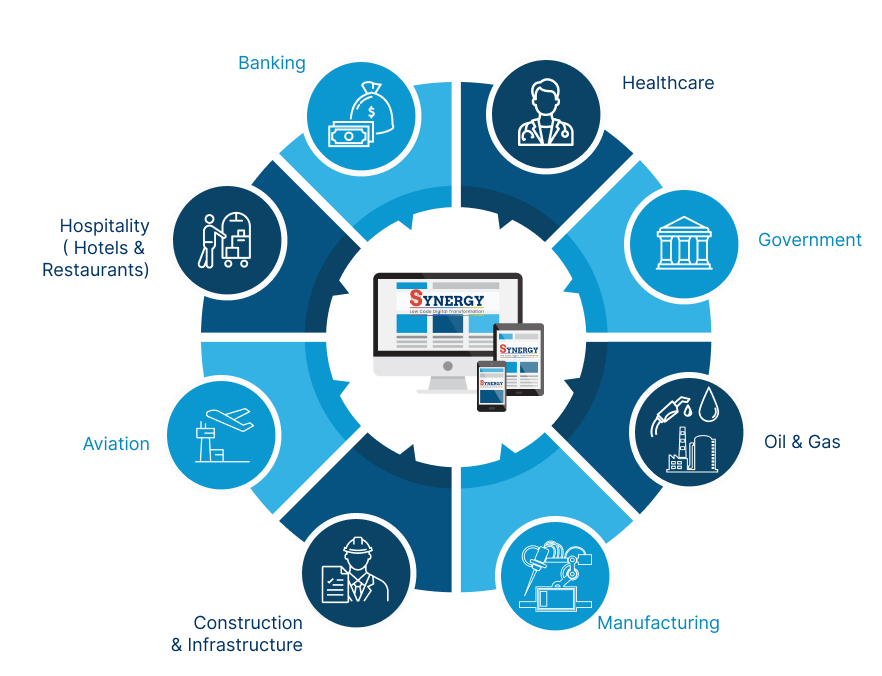 Banking
Healthcare
Hospitality
( Hotels &
Restaurants)
Government
$
SYNERGY
Low Code Digital Transformation
SYNERGY
SYNERGY
Aviation
Oil & Gas
Construction
& Infrastructure
Manufacturing